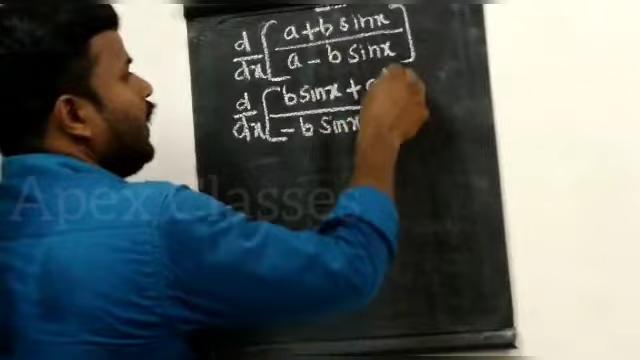 d/dx [ a+b sinx / a - b sinx ]
d/dx [ b sinx + / - b sinx
Apex Classes